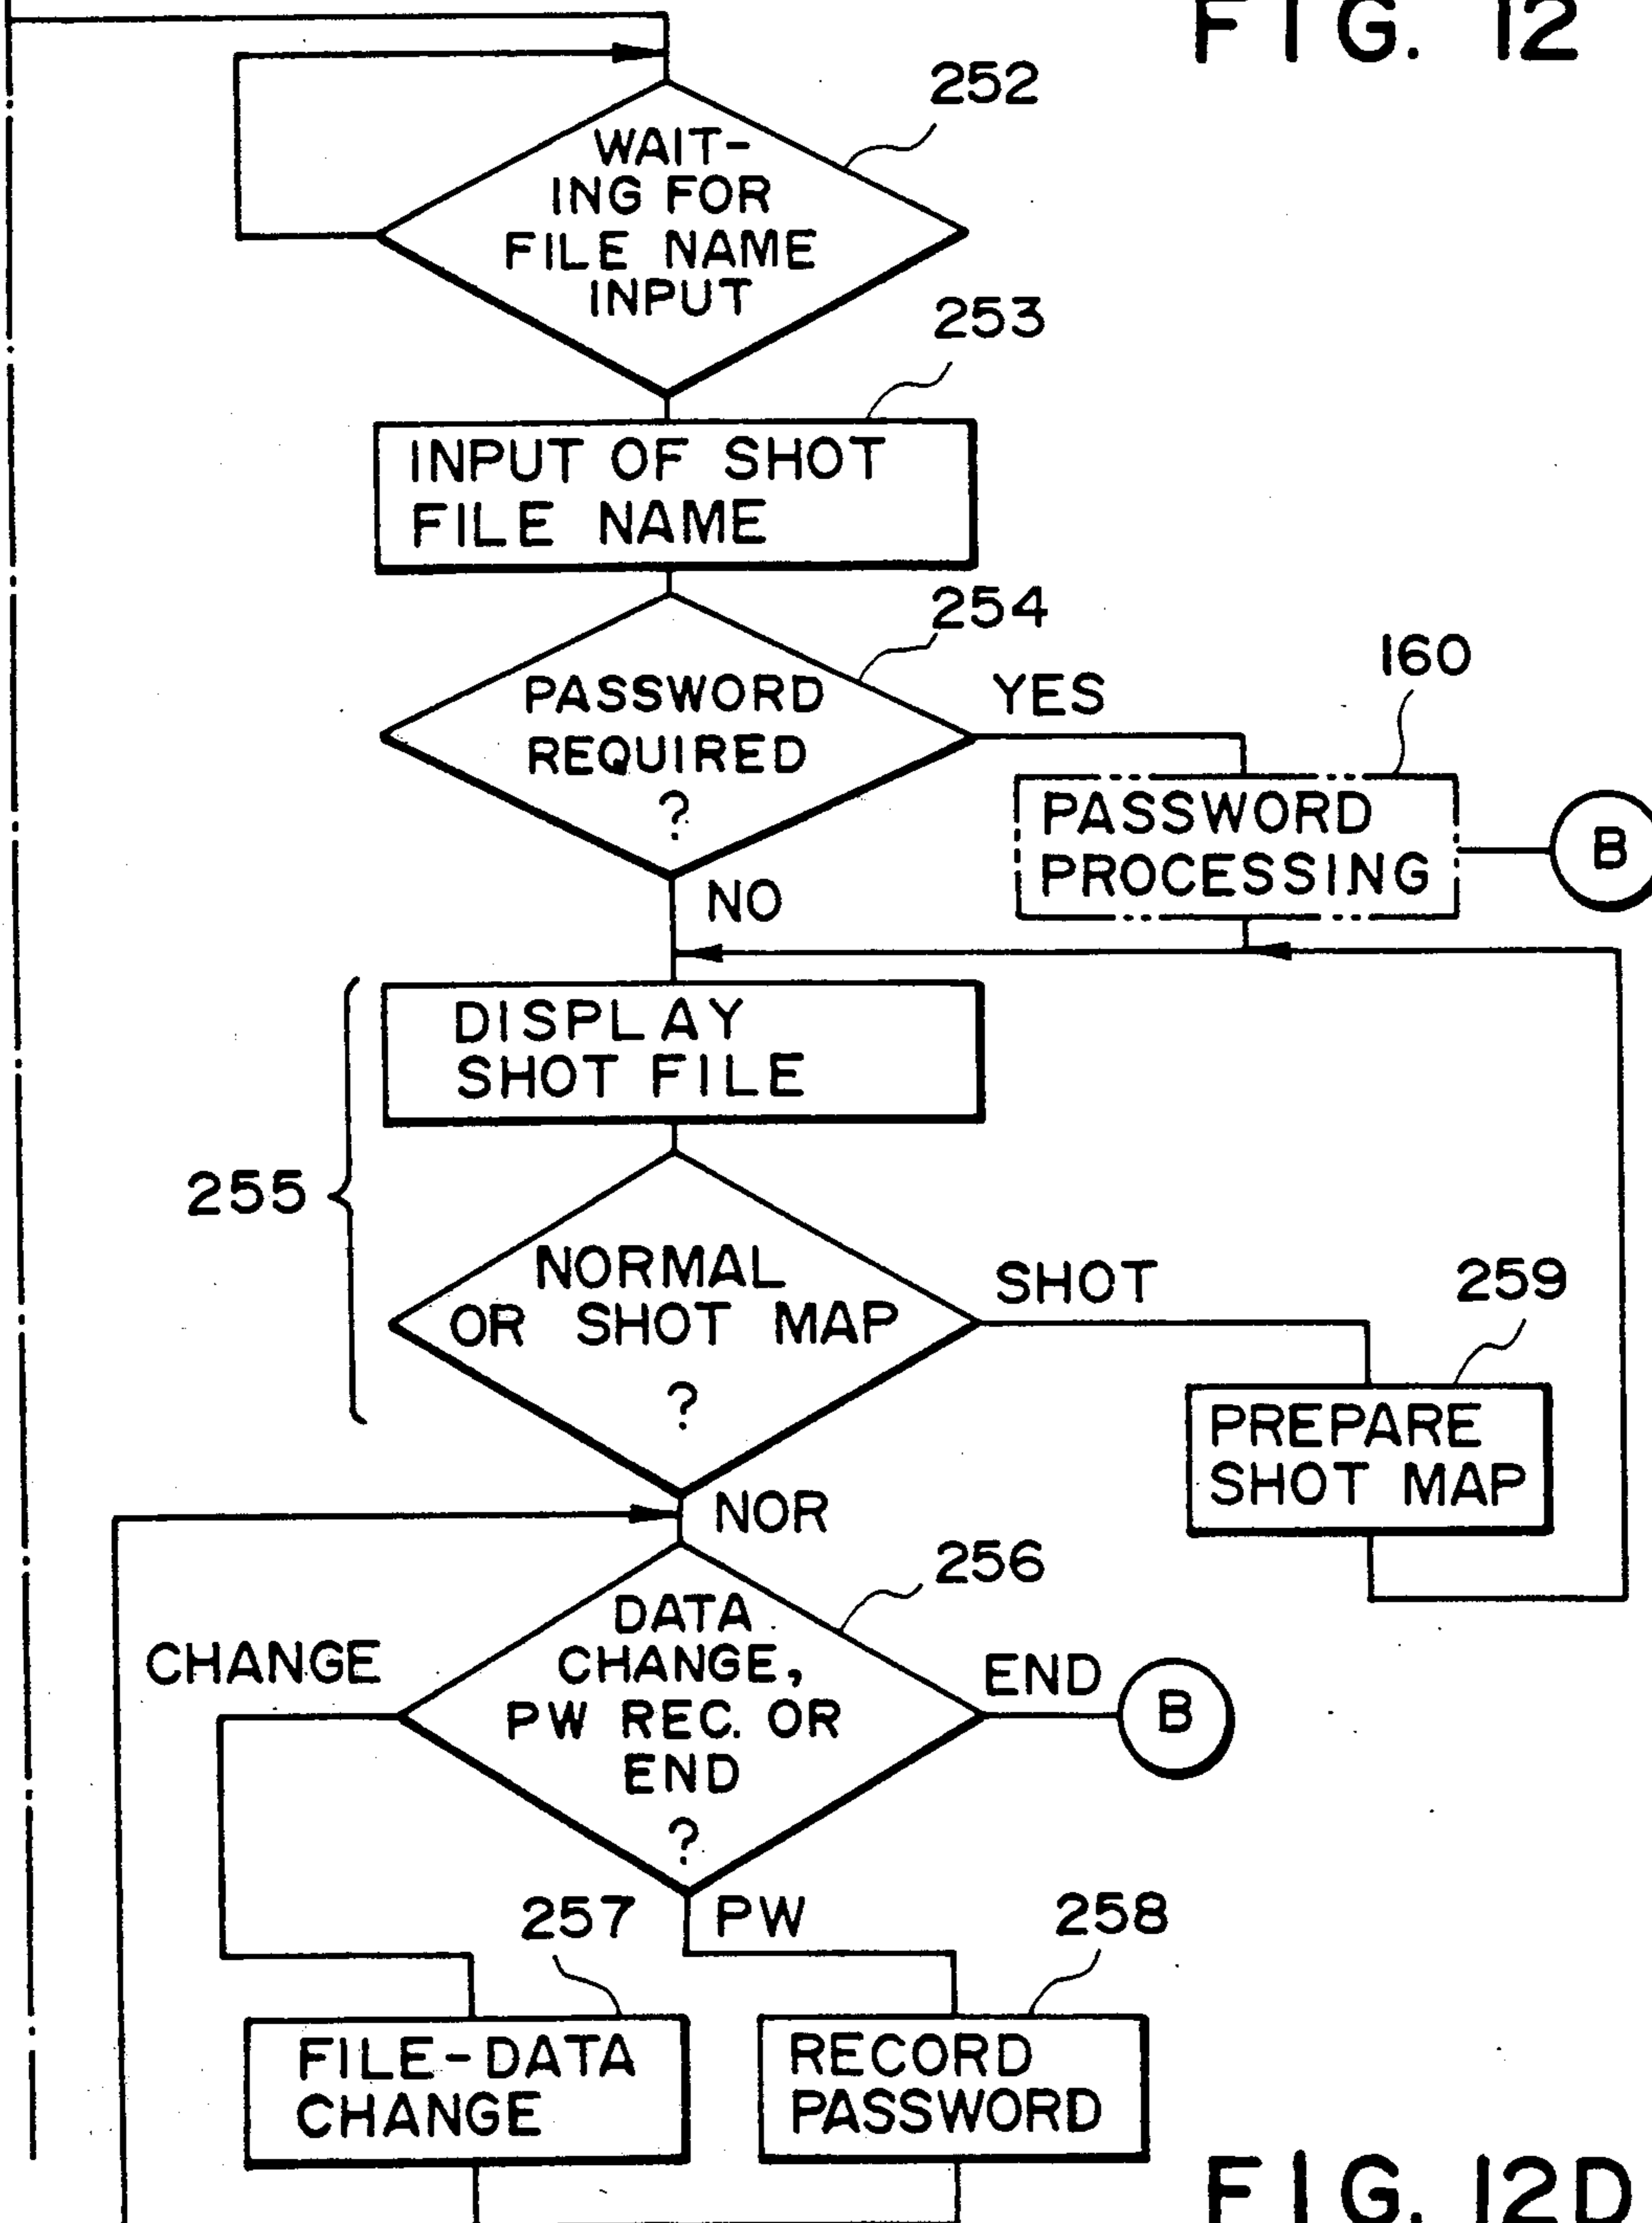 FIG. 12
252
WAIT-
ING FOR
FILE NAME
INPUT
253
INPUT OF SHOT
FILE NAME
254
PASSWORD
REQUIRED
?
YES
160
PASSWORD
PROCESSING
B
NO
DISPLAY
SHOT FILE
255
NORMAL
OR SHOT MAP
?
SHOT
259
PREPARE
SHOT MAP
NOR
256
DATA
CHANGE,
PW REC. OR
END
?
CHANGE
END
B
257
PW
258
FILE-DATA
CHANGE
RECORD
PASSWORD
FIG. 12D